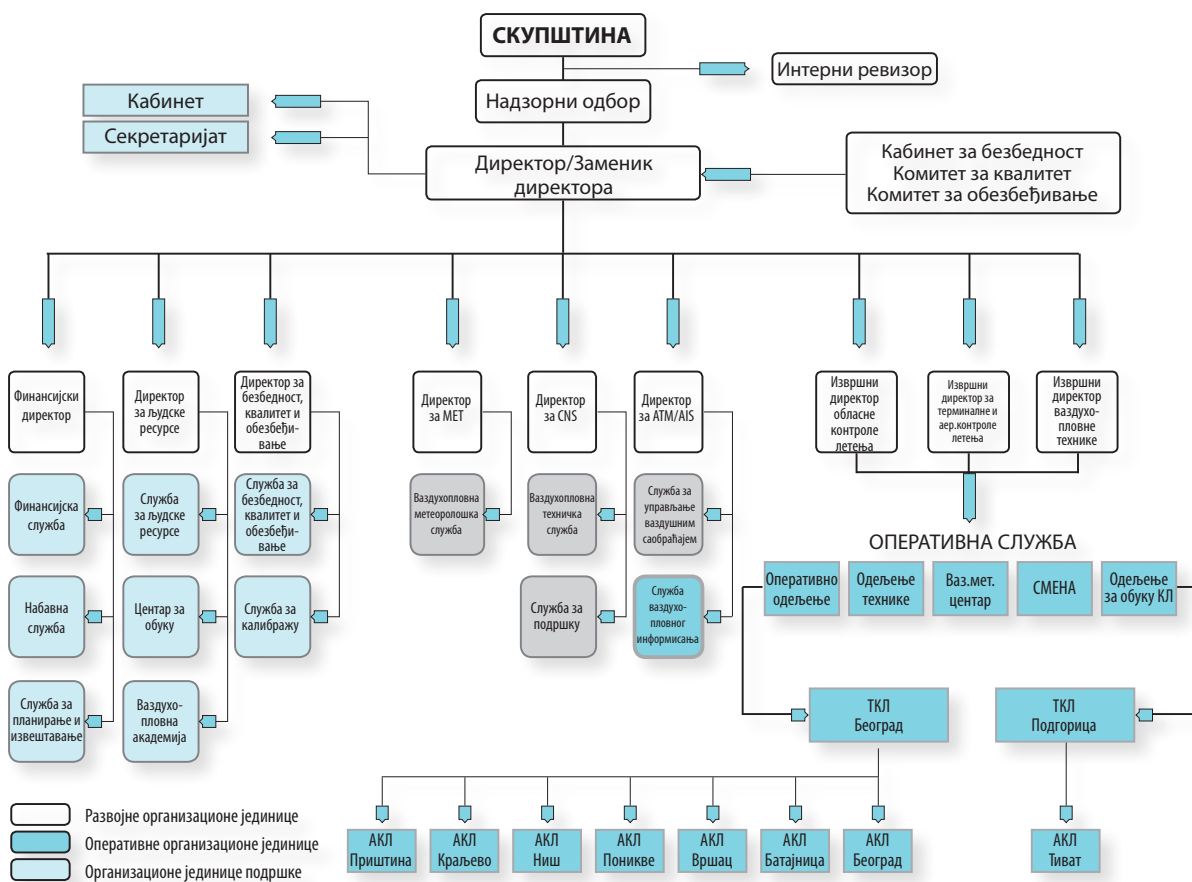 СКУПШТИНА
Интерни ревизор
Кабинет
Надзорни одбор
Секретаријат
Директор/Заменик
директора
Кабинет за безбедност
Комитет за квалитет
Комитет за обезбеђивање
Финансијски
директор
Директор
за људске
ресурсе
Директор за
безбедност,
квалитет и
обезбеђи-
вање
Директор
за МЕТ
Директор
за CNS
Директор
за ATM/AIS
Извршни
директор
обласне
контроле
летења
Извршни
директор за
терминалне и
аер.контроле
летења
Извршни
директор
ваздухо-
пловне
технике
Финансијска
служба
Служба
за људске
ресурсе
Служба за
безбедност,
квалитет и
обезбеђи-
вање
Ваздухопловна
метеоролошка
служба
Ваздухопловна
техничка
служба
Служба за
управљање
ваздушним
саобраћајем
ОПЕРАТИВНА СЛУЖБА
Набавна
служба
Центар за
обуку
Служба за
калибражу
Служба за
подршку
Служба
ваздухо-
пловног
информисања
Оперативно
одељење
Одељење
технике
Ваз.мет.
центар
СМЕНА
Одељење
за обуку КЛ
Служба за
планирање и
извештавање
Ваздухо-
пловна
академија
ТКЛ
Београд
ТКЛ
Подгорица
Развојне организационе јединице
Оперативне организационе јединице
Организационе јединице подршке
АКЛ
Приштина
АКЛ
Краљево
АКЛ
Ниш
АКЛ
Поникве
АКЛ
Вршац
АКЛ
Батајница
АКЛ
Београд
АКЛ
Тиват